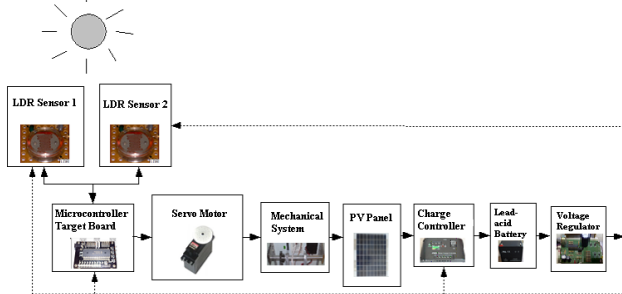 LDR Sensor 1
LDR Sensor 2
Microcontroller
Target Board
Servo Motor
Mechanical
System
PV Panel
Charge
Controller
Lead-
acid
Battery
Voltage
Regulator